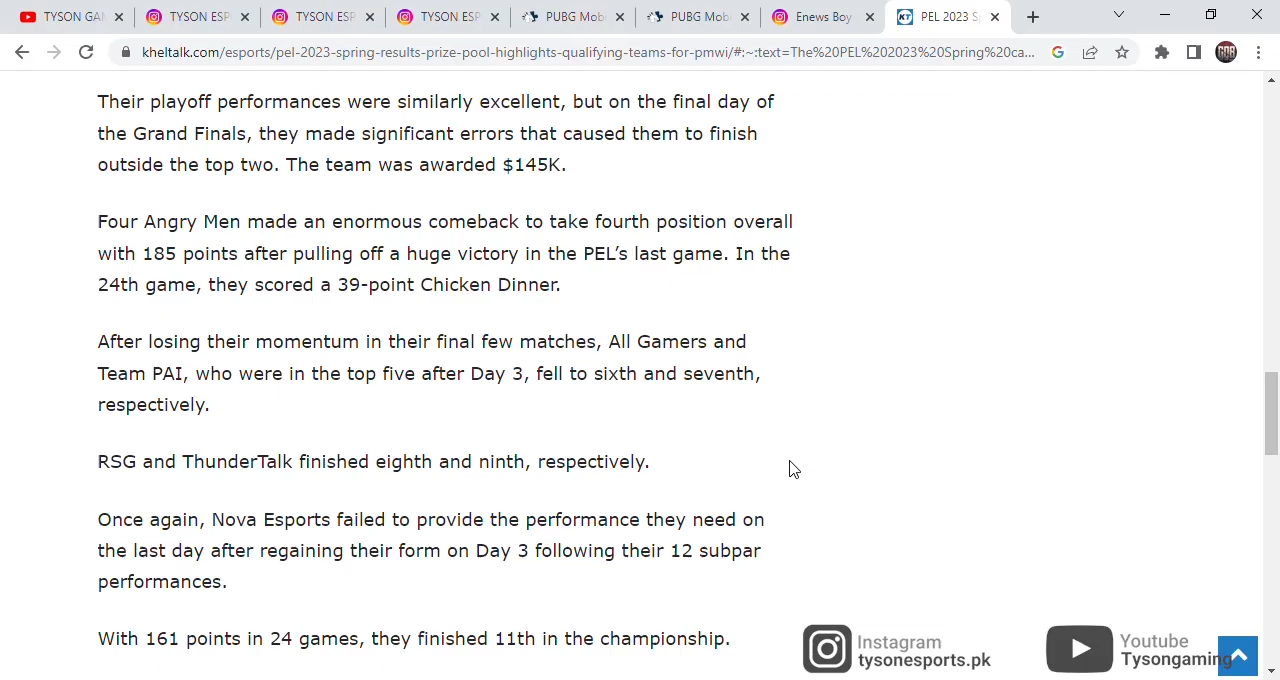 TYSON GAM
TYSON ESP
TYSON ESP
TYSON ESP
PUBG Mob
PUBG Mob
Enews Boy
KT
PEL 2023 S
kheltalk.com/esports/pel-2023-spring-results-prize-pool-highlights-qualifying-teams-for-pmwi/#:~:text=The%20PEL%202023%20Spring%20ca...
Their playoff performances were similarly excellent, but on the final day of
the Grand Finals, they made significant errors that caused them to finish
outside the top two. The team was awarded $145K.
Four Angry Men made an enormous comeback to take fourth position overall
with 185 points after pulling off a huge victory in the PEL’s last game. In the
24th game, they scored a 39-point Chicken Dinner.
After losing their momentum in their final few matches, All Gamers and
Team PAI, who were in the top five after Day 3, fell to sixth and seventh,
respectively.
RSG and ThunderTalk finished eighth and ninth, respectively.
Once again, Nova Esports failed to provide the performance they need on
the last day after regaining their form on Day 3 following their 12 subpar
performances.
With 161 points in 24 games, they finished 11th in the championship.
Instagram
tysonesports.pk
Youtube
Tysongaming